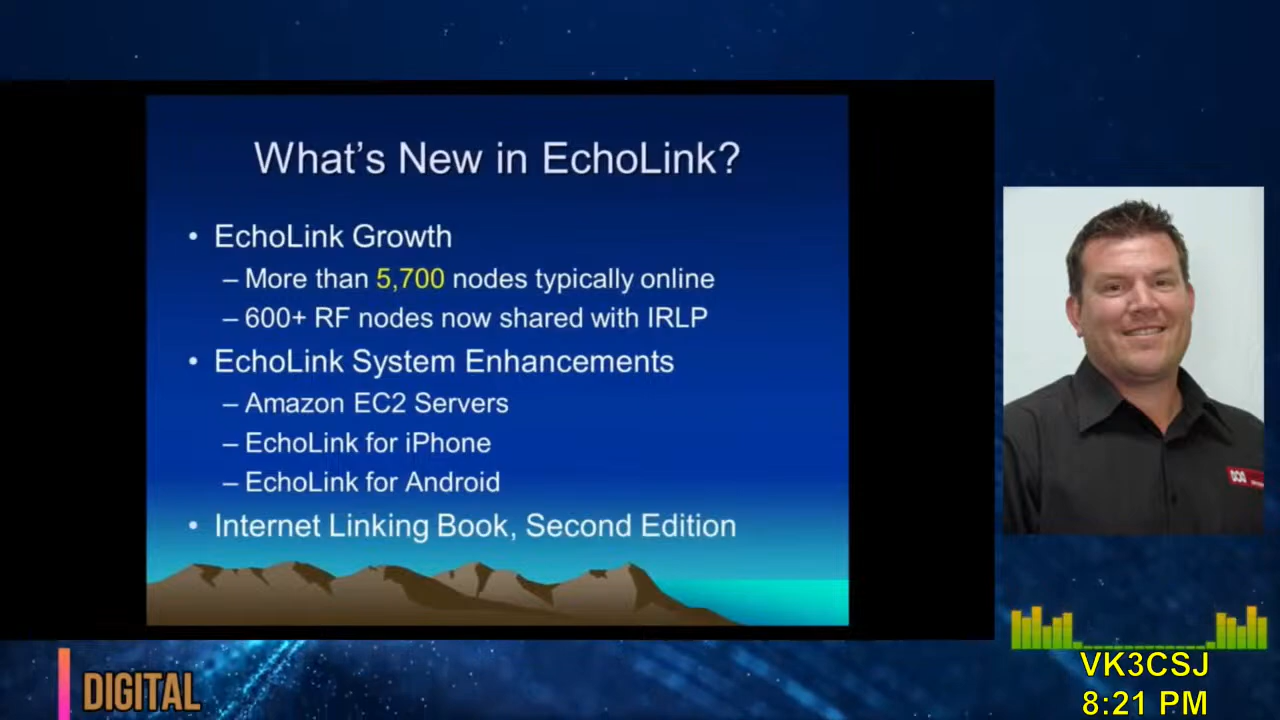 What's New in EchoLink?
• EchoLink Growth
– More than 5,700 nodes typically online
– 600+ RF nodes now shared with IRLP
• EchoLink System Enhancements
– Amazon EC2 Servers
– EchoLink for iPhone
– EchoLink for Android
• Internet Linking Book, Second Edition
DIGITAL
VK3CSJ
8:21 PM